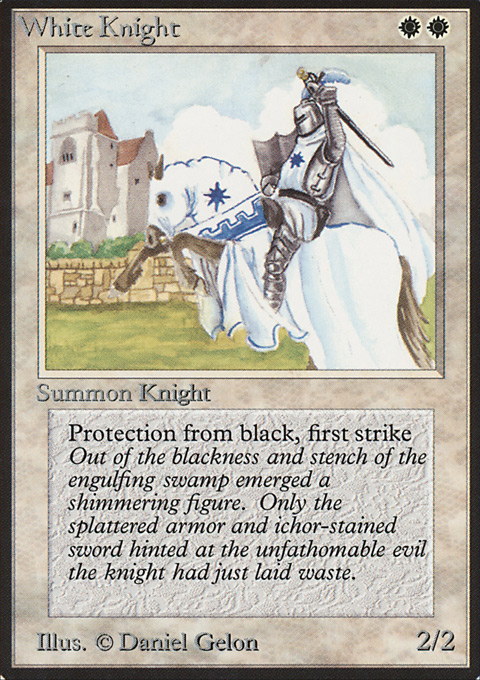 White Knight
Summon Knight
Protection from black, first strike
Out of the blackness and stench of the
engulfing swamp emerged a
shimmering figure. Only the
splattered armor and ichor-stained
sword hinted at the unfathomable evil
the knight had just laid waste.
Illus. © Daniel Gelon 2/2